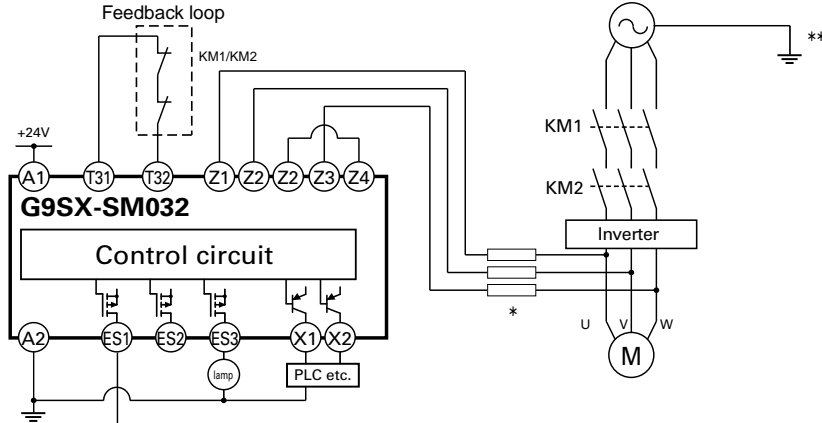 Feedback loop
KM1/KM2
**
+24V
KM1
A1 T31 T32 Z1 Z2 Z2 Z3 Z4
KM2
G9SX-SM032
Inverter
Control circuit
*
U V W
A2 ES1 ES2 ES3 X1 X2
M
lamp
PLC etc.